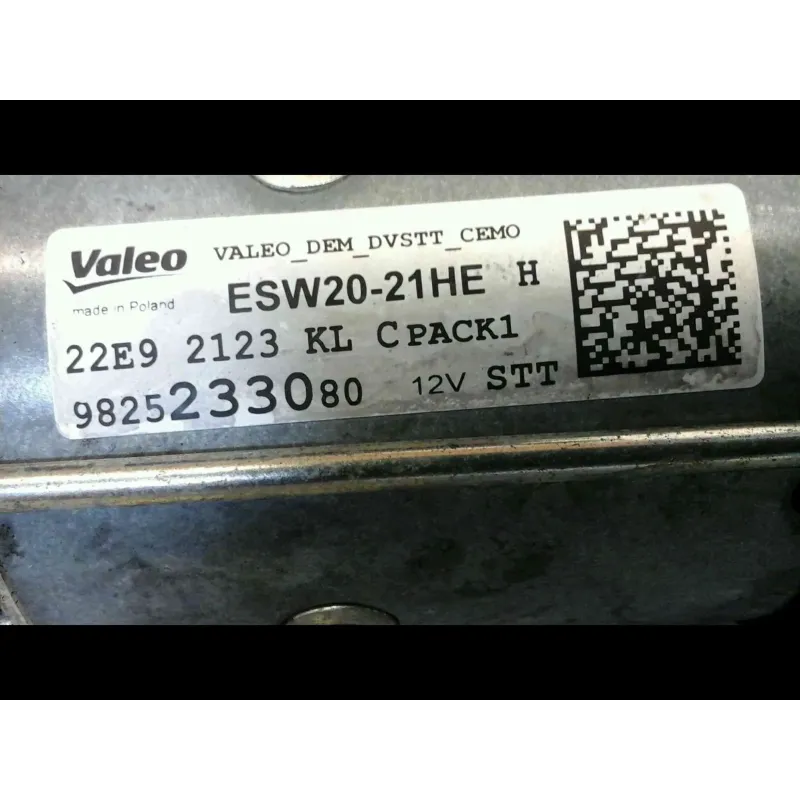 Valeo
made in Poland
VALEO_DEM_DVSTT_CEMO
ESW20-21HE H
22E9 2123 KL CPACK1
9825233080 12V STT